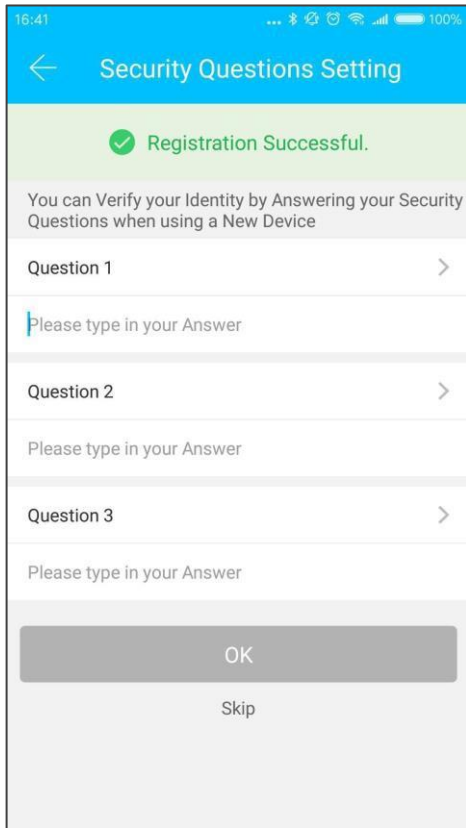 16:41 ... 100%
Security Questions Setting
Registration Successful.
You can Verify your Identity by Answering your Security
Questions when using a New Device
Question 1
Please type in your Answer
Question 2
Please type in your Answer
Question 3
Please type in your Answer
OK
Skip